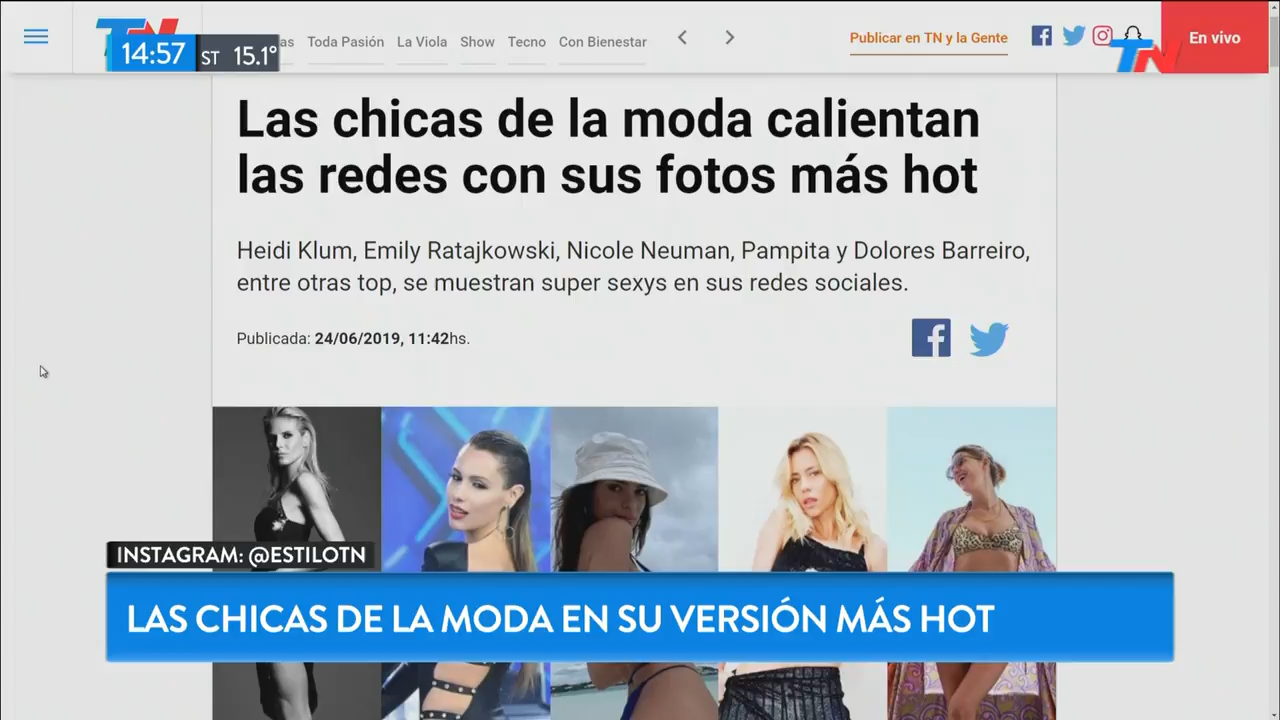 TN
14:57
ST 15.1°
as
Toda Pasión
La Viola
Show
Tecno
Con Bienestar
Publicar en TN y la Gente
TN
En vivo
Las chicas de la moda calientan
las redes con sus fotos más hot
Heidi Klum, Emily Ratajkowski, Nicole Neuman, Pampita y Dolores Barreiro,
entre otras top, se muestran super sexys en sus redes sociales.
Publicada: 24/06/2019, 11:42hs.
INSTAGRAM: @ESTILOTN
LAS CHICAS DE LA MODA EN SU VERSIÓN MÁS HOT